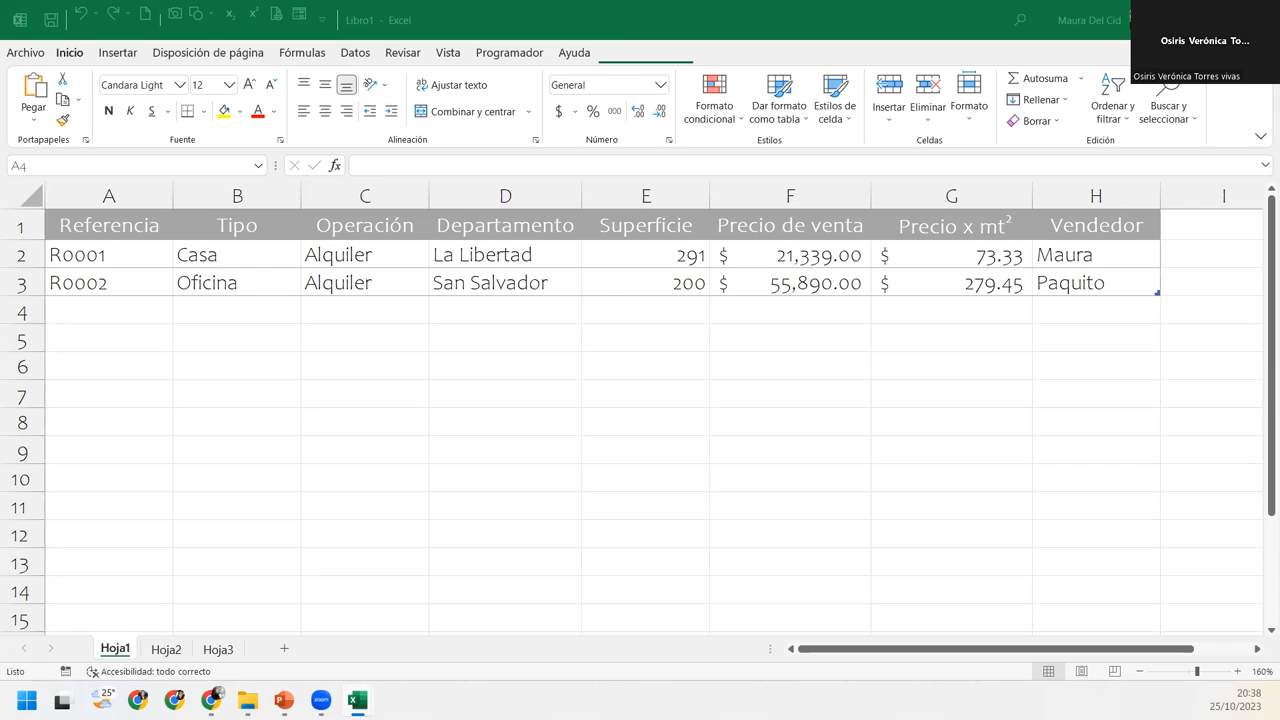 Libro1 - Excel
Maura Del Cid
Osiris Verónica To...
Osiris Verónica Torres vivas
Archivo Inicio Insertar Disposición de página Fórmulas Datos Revisar Vista Programador Ayuda
Pegar
Candara Light 12
N K S
Ajustar texto
Combinar y centrar
General
$ % 000
Formato condicional
Dar formato como tabla
Estilos de celda
Insertar Eliminar Formato
Autosuma
Rellenar
Borrar
Ordenar y filtrar
Buscar y seleccionar
Portapapeles Fuente Alineación Número Estilos Celdas Edición
A4 fx
A B C D E F G H I
1 Referencia Tipo Operación Departamento Superficie Precio de venta Precio x mt² Vendedor
2 R0001 Casa Alquiler La Libertad 291 $ 21,339.00 $ 73.33 Maura
3 R0002 Oficina Alquiler San Salvador 200 $ 55,890.00 $ 279.45 Paquito
4
5
6
7
8
9
10
11
12
13
14
15
Hoja1 Hoja2 Hoja3 +
Listo Accesibilidad: todo correcto 160%
25° zoom 20:38
25/10/2023